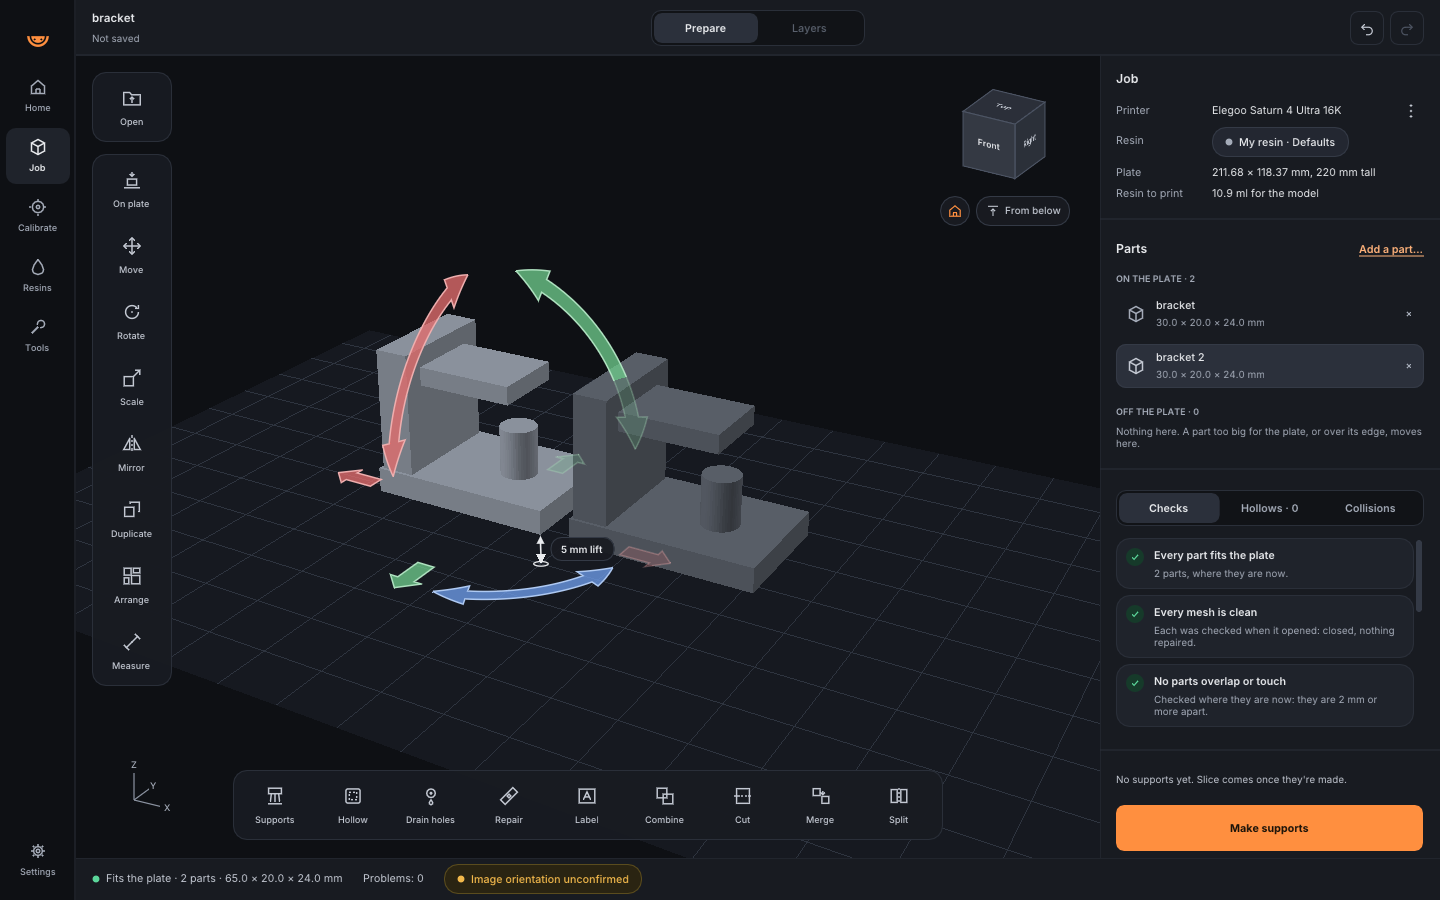 bracket
Not saved
Prepare
Layers
Home
Job
Calibrate
Resins
Tools
Settings
Open
On plate
Move
Rotate
Scale
Mirror
Duplicate
Arrange
Measure
Top
Front
Right
From below
5 mm lift
Z
Y
X
Supports
Hollow
Drain holes
Repair
Label
Combine
Cut
Merge
Split
Job
Printer
Elegoo Saturn 4 Ultra 16K
Resin
My resin · Defaults
Plate
211.68 × 118.37 mm, 220 mm tall
Resin to print
10.9 ml for the model
Parts
Add a part...
ON THE PLATE · 2
bracket
30.0 × 20.0 × 24.0 mm
bracket 2
30.0 × 20.0 × 24.0 mm
OFF THE PLATE · 0
Nothing here. A part too big for the plate, or over its edge, moves
here.
Checks
Hollows · 0
Collisions
Every part fits the plate
2 parts, where they are now.
Every mesh is clean
Each was checked when it opened: closed, nothing
repaired.
No parts overlap or touch
Checked where they are now: they are 2 mm or
more apart.
No supports yet. Slice comes once they're made.
Make supports
Fits the plate · 2 parts · 65.0 × 20.0 × 24.0 mm
Problems: 0
Image orientation unconfirmed